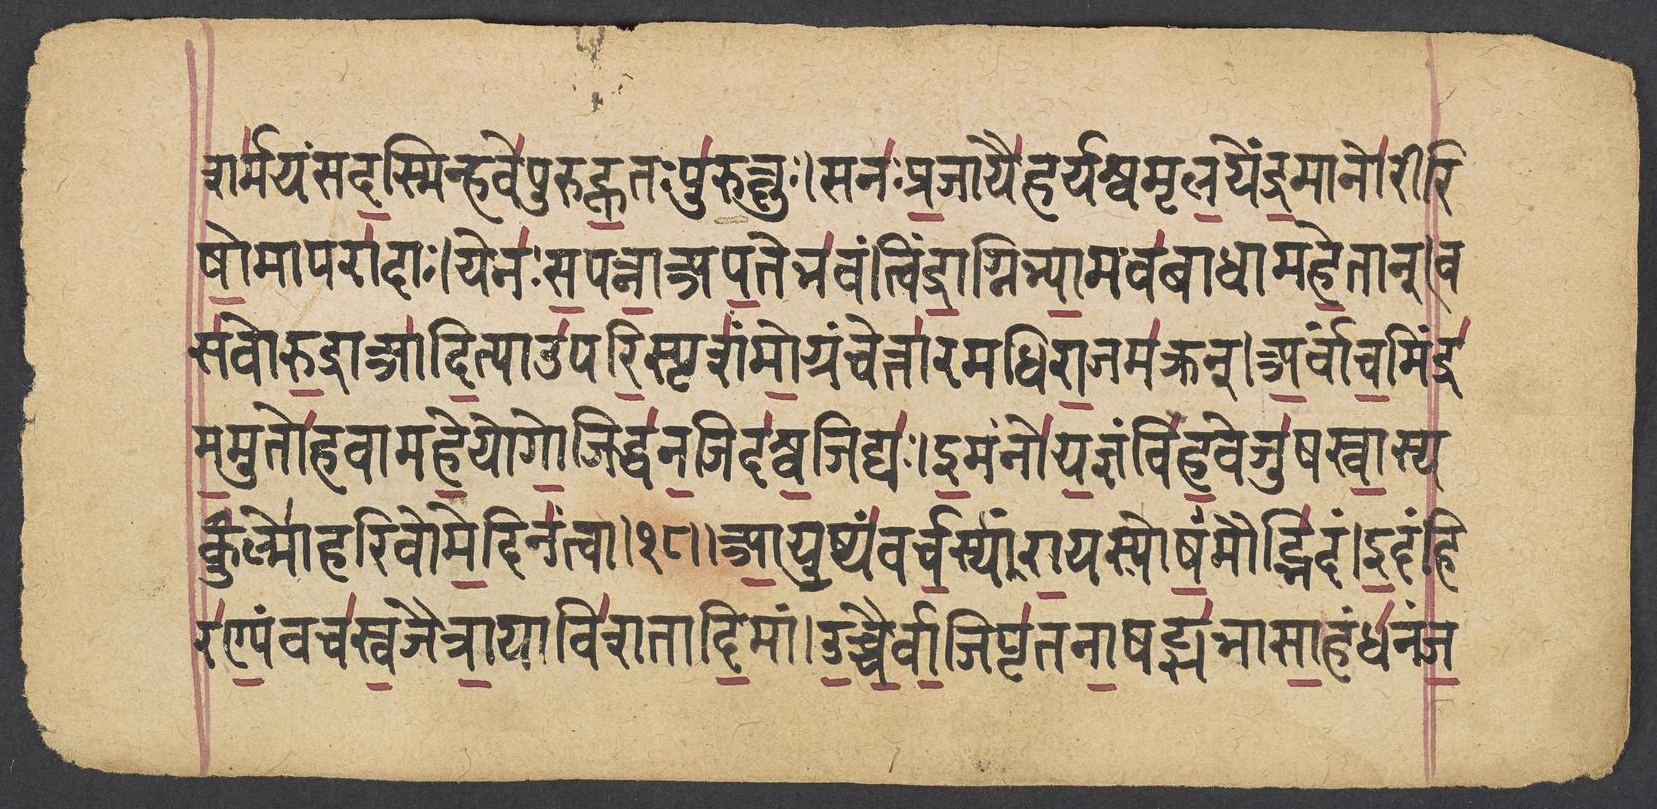 शर्मयंसदस्मिन्हवेपुरुहूतःपुरुक्षुः।सनःप्रजायैहर्यश्वमृलयेंद्रमानोरीरि
षोमापरादाः।येनःसपत्नाअपतेभवंत्विंद्राग्निभ्यामवबाधामहेतान्।व
सवोरुद्राआदित्याउपरिस्पृशंमोग्रंचेत्तारमधिराजमक्रन्।अर्वांचमिंद्र
ममुतोहवामहेयोगोजिद्धनजिदश्वजिद्यः।इमंनोयज्ञंविहवेजुषस्वास्य
कुल्मोहरिवोमेदिनंत्वा।१८।।आयुष्यंवर्चस्यंरायस्पोषमौद्भिदं।इदंहि
रण्यंवर्चस्वजैत्रायाविशतादिमां।उच्चैर्वाजिपृतनाषट्सभासाहंधनंज